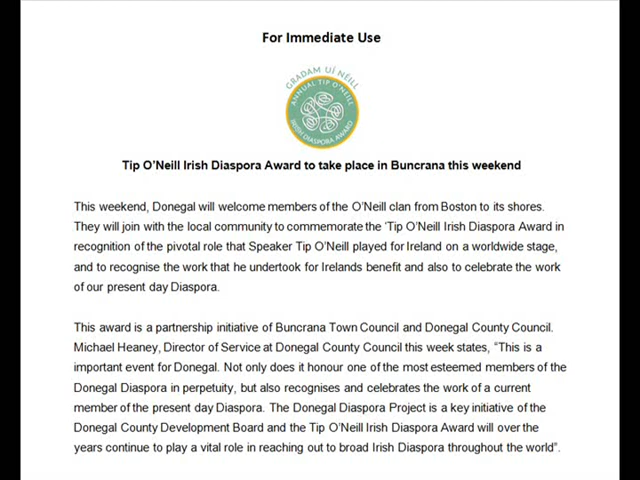 For Immediate Use
GRADAM UÍ NÉILL
ANNUAL TIP O'NEILL
IRISH DIASPORA AWARD
Tip O'Neill Irish Diaspora Award to take place in Buncrana this weekend
This weekend, Donegal will welcome members of the O'Neill clan from Boston to its shores.
They will join with the local community to commemorate the 'Tip O'Neill Irish Diaspora Award in
recognition of the pivotal role that Speaker Tip O'Neill played for Ireland on a worldwide stage,
and to recognise the work that he undertook for Irelands benefit and also to celebrate the work
of our present day Diaspora.
This award is a partnership initiative of Buncrana Town Council and Donegal County Council.
Michael Heaney, Director of Service at Donegal County Council this week states, “This is a
important event for Donegal. Not only does it honour one of the most esteemed members of the
Donegal Diaspora in perpetuity, but also recognises and celebrates the work of a current
member of the present day Diaspora. The Donegal Diaspora Project is a key initiative of the
Donegal County Development Board and the Tip O'Neill Irish Diaspora Award will over the
years continue to play a vital role in reaching out to broad Irish Diaspora throughout the world”.